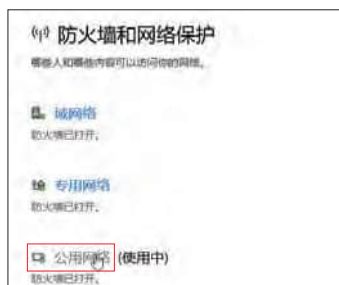 防火墙和网络保护
哪些人和哪些内容可以访问你的网络。
域网络
防火墙已打开。
专用网络
防火墙已打开。
公用网络 (使用中)
防火墙已打开。